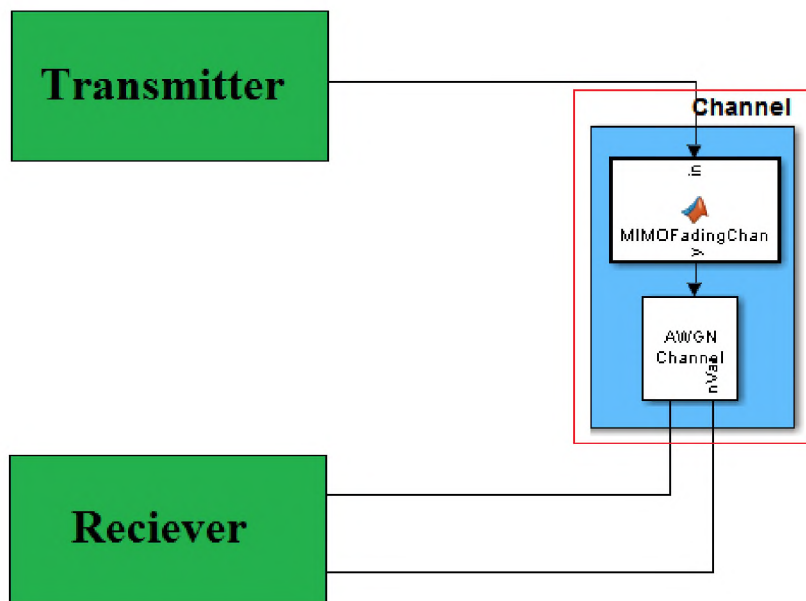 Transmitter
Channel
in
MIMOFadingChan
y
AWGN
Channel
nVar
Reciever